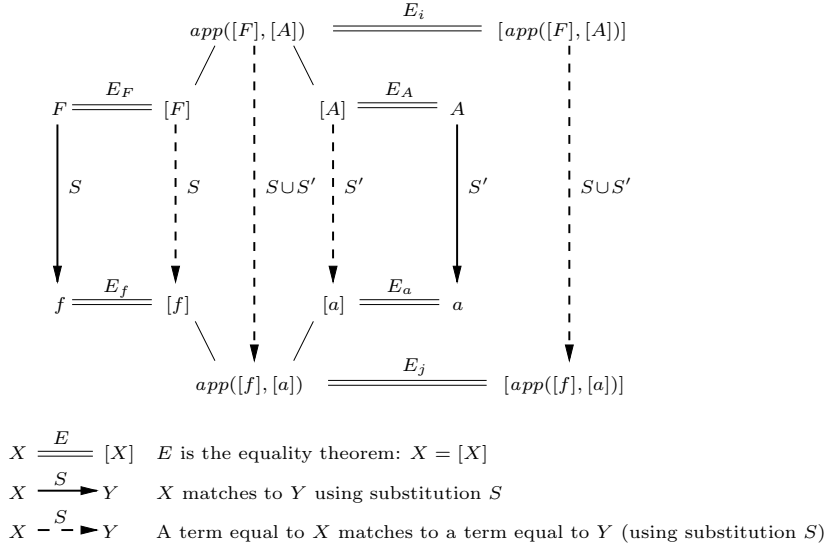 app([F], [A]) E_i [app([F], [A])]
F E_F [F] [A] E_A A
S S S∪S′ S′ S′ S∪S′
f E_f [f] [a] E_a a
app([f], [a]) E_j [app([f], [a])]
X E [X] E is the equality theorem: X = [X]
X S Y X matches to Y using substitution S
X S Y A term equal to X matches to a term equal to Y (using substitution S)